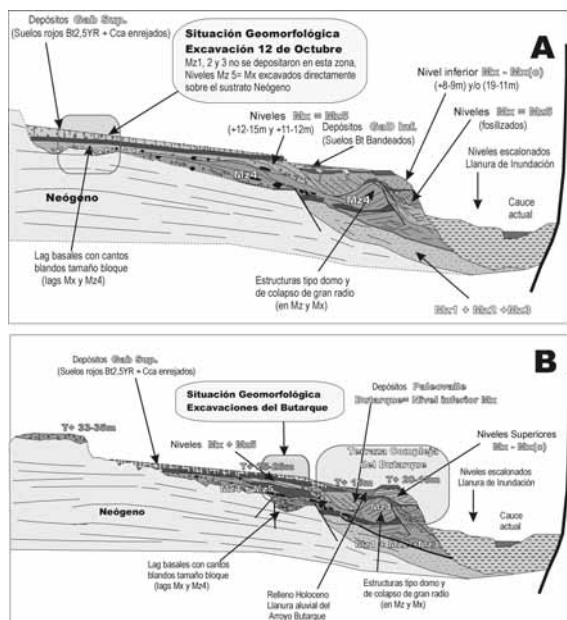 Depósitos Gab Sup.
(Suelos rojos Bt2,5YR + Cca enrejados)
Situación Geomorfológica
Excavación 12 de Octubre
Mz1, 2 y 3 no se depositaron en esta zona,
Niveles Mz 5= Mx excavados directamente
sobre el sustrato Neógeno
A
Nivel inferior Mx - Mx(o)
(+8-9m) y/o (19-11m)
Niveles Mx = Mz5
(+12-15m y +11-12m)
Depósitos Gab Inf.
(Suelos Bt Bandeados)
Niveles Mx = Mz5
(fosilizados)
Niveles escalonados
Llanura de Inundación
Cauce
actual
Mz4
Mz4
Neógeno
Lag basales con cantos
blandos tamaño bloque
(lags Mx y Mz4)
Estructuras tipo domo y
de colapso de gran radio
(en Mz y Mx)
Mz1 + Mz2 +Mz3
B
Depósitos Gab Sup.
(Suelos rojos Bt2,5YR + Cca enrejados)
Situación Geomorfológica
Excavaciones del Butarque
Depósitos Paleovalle
Butarque= Nivel inferior Mx
T+ 33-35m
Niveles Mx + Mz5
Terraza Compleja
del Butarque
Niveles Superiores
Mx - Mx(o)
Niveles escalonados
Llanura de Inundación
Cauce
actual
Neógeno
Lag basales con cantos
blandos tamaño bloque
(lags Mx y Mz4)
Relleno Holoceno
Llanura aluvial del
Arroyo Butarque
Estructuras tipo domo y
de colapso de gran radio
(en Mz y Mx)